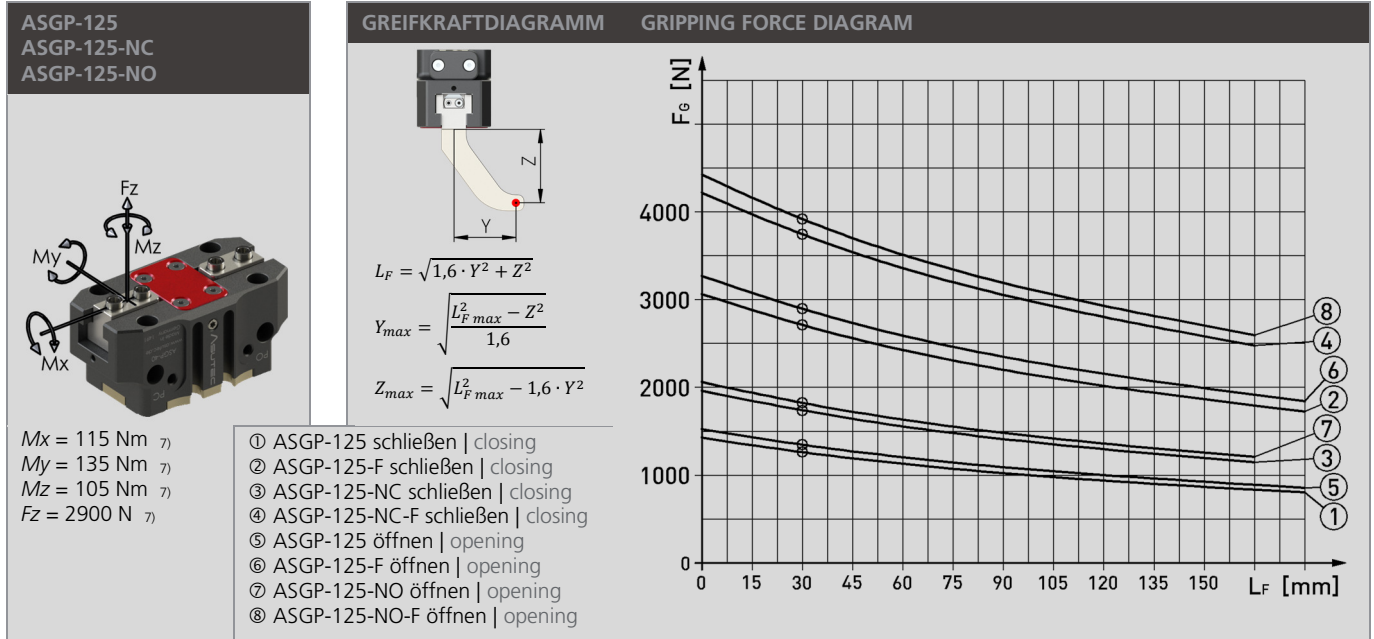 ASGP-125
ASGP-125-NC
ASGP-125-NO
Fz
Mz
My
Mx
PC
PO
Mx = 115 Nm 7)
My = 135 Nm 7)
Mz = 105 Nm 7)
Fz = 2900 N 7)
GREIFKRAFTDIAGRAMM GRIPPING FORCE DIAGRAM
Z
Y
L_F = √(1,6 · Y² + Z²)
Y_max = √((L²_F max − Z²) / 1,6)
Z_max = √(L²_F max − 1,6 · Y²)
① ASGP-125 schließen | closing
② ASGP-125-F schließen | closing
③ ASGP-125-NC schließen | closing
④ ASGP-125-NC-F schließen | closing
⑤ ASGP-125 öffnen | opening
⑥ ASGP-125-F öffnen | opening
⑦ ASGP-125-NO öffnen | opening
⑧ ASGP-125-NO-F öffnen | opening
FG [N]
4000
3000
2000
1000
0
0 15 30 45 60 75 90 105 120 135 150 LF [mm]
8
4
6
2
7
3
5
1